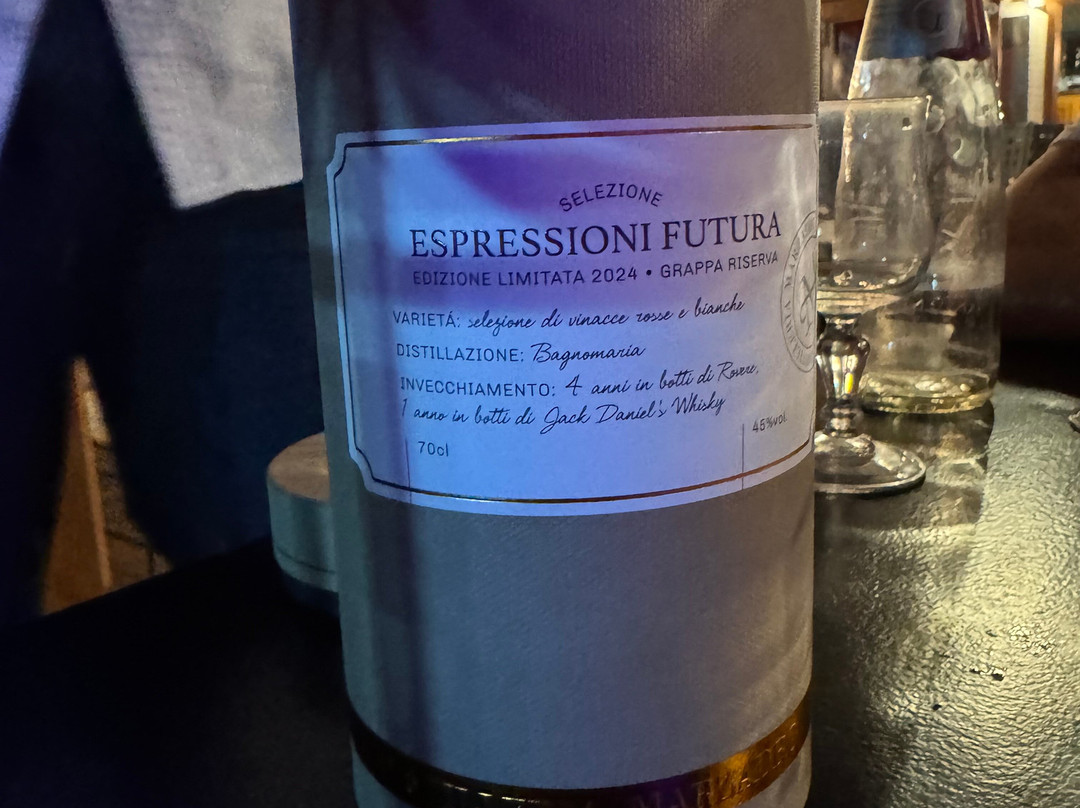 SELEZIONE
ESPRESSIONI FUTURA
EDIZIONE LIMITATA 2024 • GRAPPA RISERVA
VARIETÁ: selezione di vinacce rosse e bianche
DISTILLAZIONE: Bagnomaria
INVECCHIAMENTO: 4 anni in botti di Rovere,
1 anno in botti di Jack Daniel's Whisky
70cl
45%vol.